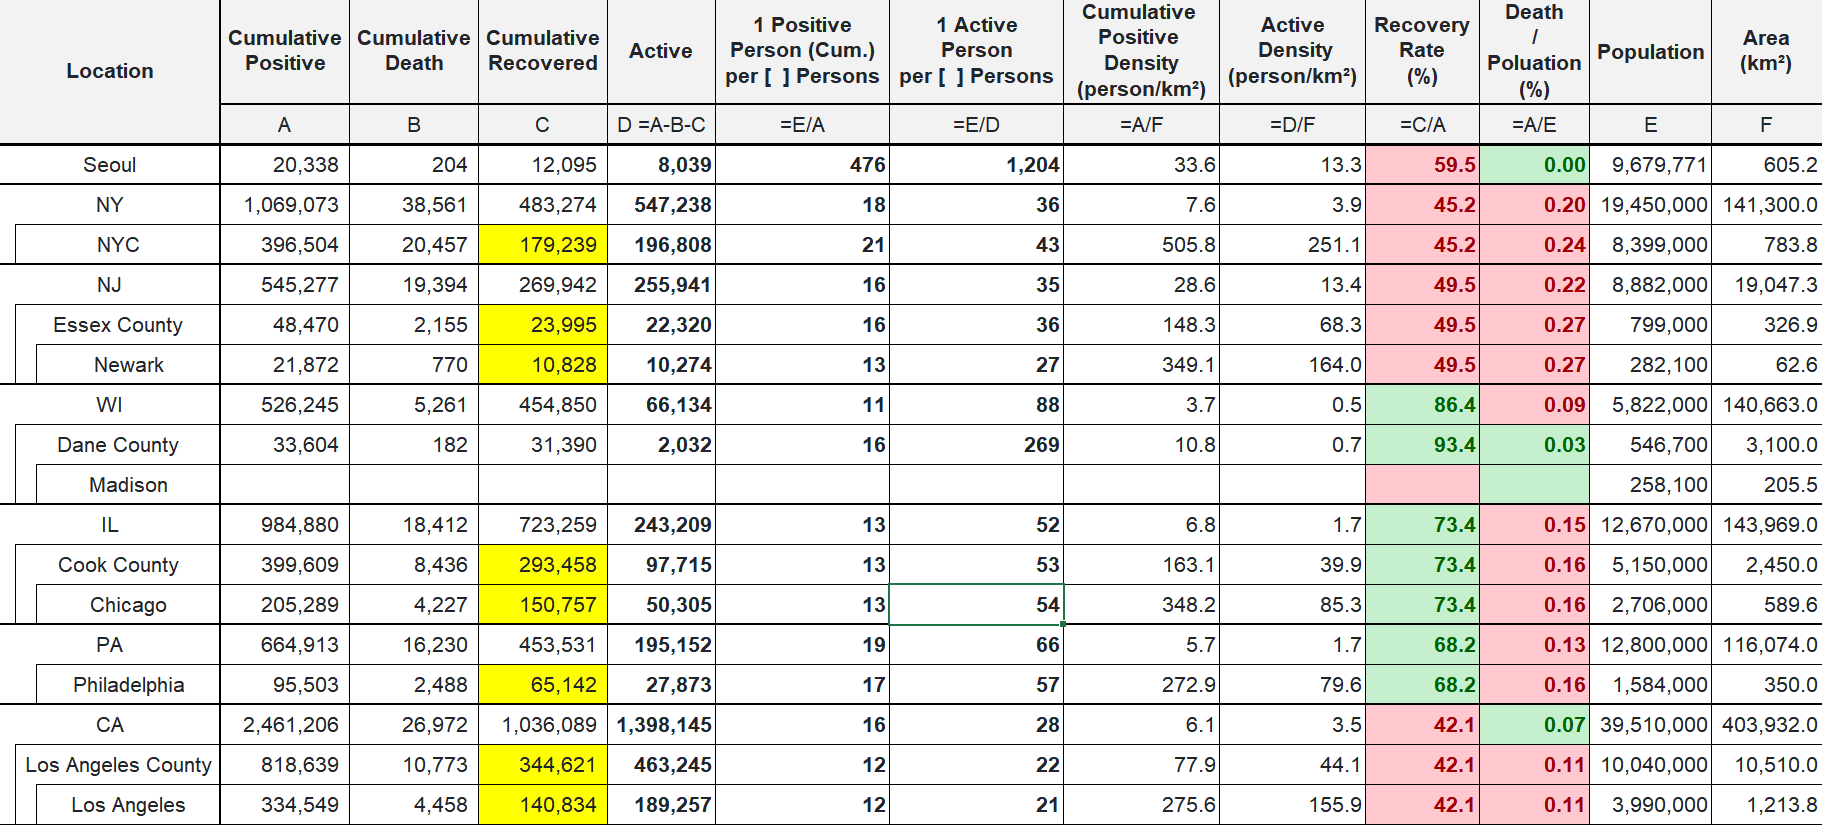 Location Cumulative Positive Cumulative Death Cumulative Recovered Active 1 Positive Person (Cum.) per [ ] Persons 1 Active Person per [ ] Persons Cumulative Positive Density (person/km²) Active Density (person/km²) Recovery Rate (%) Death / Poluation (%) Population Area (km²)
A B C D =A-B-C =E/A =E/D =A/F =D/F =C/A =A/E E F
Seoul 20,338 204 12,095 8,039 476 1,204 33.6 13.3 59.5 0.00 9,679,771 605.2
NY 1,069,073 38,561 483,274 547,238 18 36 7.6 3.9 45.2 0.20 19,450,000 141,300.0
NYC 396,504 20,457 179,239 196,808 21 43 505.8 251.1 45.2 0.24 8,399,000 783.8
NJ 545,277 19,394 269,942 255,941 16 35 28.6 13.4 49.5 0.22 8,882,000 19,047.3
Essex County 48,470 2,155 23,995 22,320 16 36 148.3 68.3 49.5 0.27 799,000 326.9
Newark 21,872 770 10,828 10,274 13 27 349.1 164.0 49.5 0.27 282,100 62.6
WI 526,245 5,261 454,850 66,134 11 88 3.7 0.5 86.4 0.09 5,822,000 140,663.0
Dane County 33,604 182 31,390 2,032 16 269 10.8 0.7 93.4 0.03 546,700 3,100.0
Madison 258,100 205.5
IL 984,880 18,412 723,259 243,209 13 52 6.8 1.7 73.4 0.15 12,670,000 143,969.0
Cook County 399,609 8,436 293,458 97,715 13 53 163.1 39.9 73.4 0.16 5,150,000 2,450.0
Chicago 205,289 4,227 150,757 50,305 13 54 348.2 85.3 73.4 0.16 2,706,000 589.6
PA 664,913 16,230 453,531 195,152 19 66 5.7 1.7 68.2 0.13 12,800,000 116,074.0
Philadelphia 95,503 2,488 65,142 27,873 17 57 272.9 79.6 68.2 0.16 1,584,000 350.0
CA 2,461,206 26,972 1,036,089 1,398,145 16 28 6.1 3.5 42.1 0.07 39,510,000 403,932.0
Los Angeles County 818,639 10,773 344,621 463,245 12 22 77.9 44.1 42.1 0.11 10,040,000 10,510.0
Los Angeles 334,549 4,458 140,834 189,257 12 21 275.6 155.9 42.1 0.11 3,990,000 1,213.8